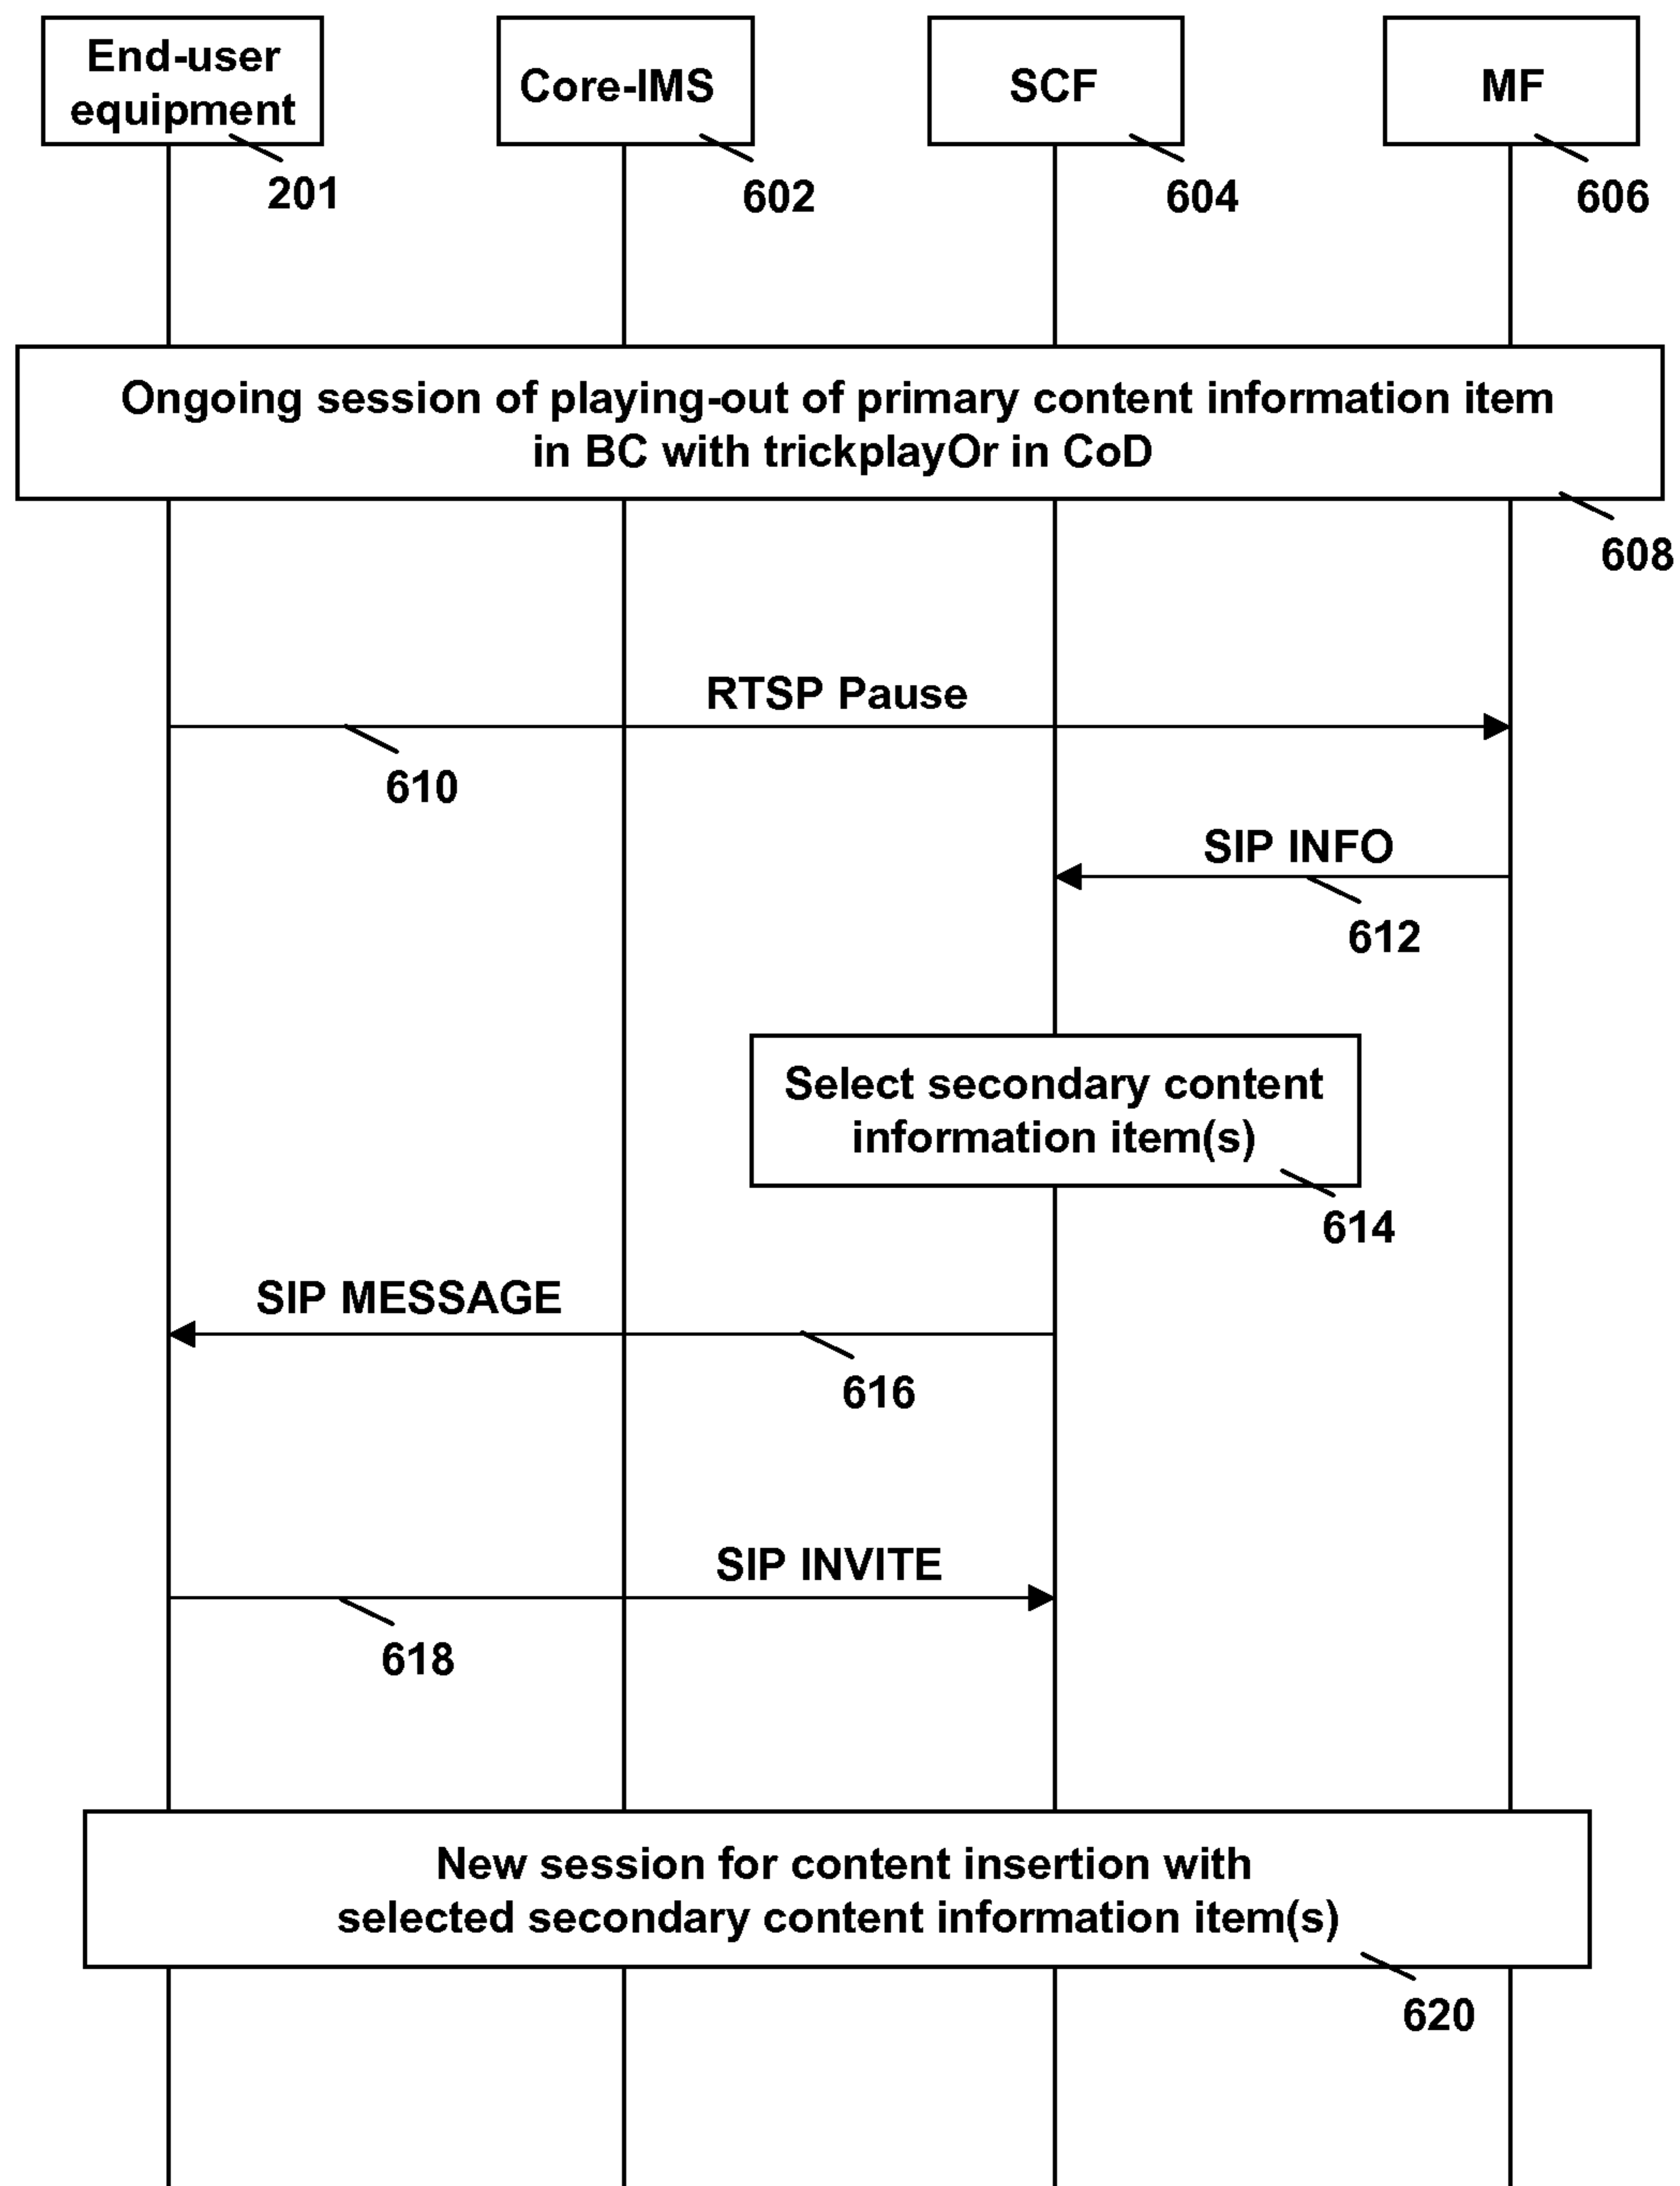 End-user
equipment
Core-IMS
SCF
MF
201
602
604
606
Ongoing session of playing-out of primary content information item
in BC with trickplayOr in CoD
608
RTSP Pause
610
SIP INFO
612
Select secondary content
information item(s)
614
SIP MESSAGE
616
SIP INVITE
618
New session for content insertion with
selected secondary content information item(s)
620